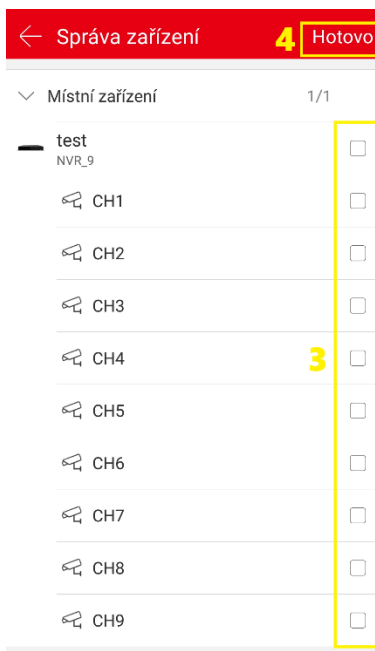 Správa zařízení 4 Hotovo
Místní zařízení 1/1
test
NVR_9
CH1
CH2
CH3
CH4 3
CH5
CH6
CH7
CH8
CH9